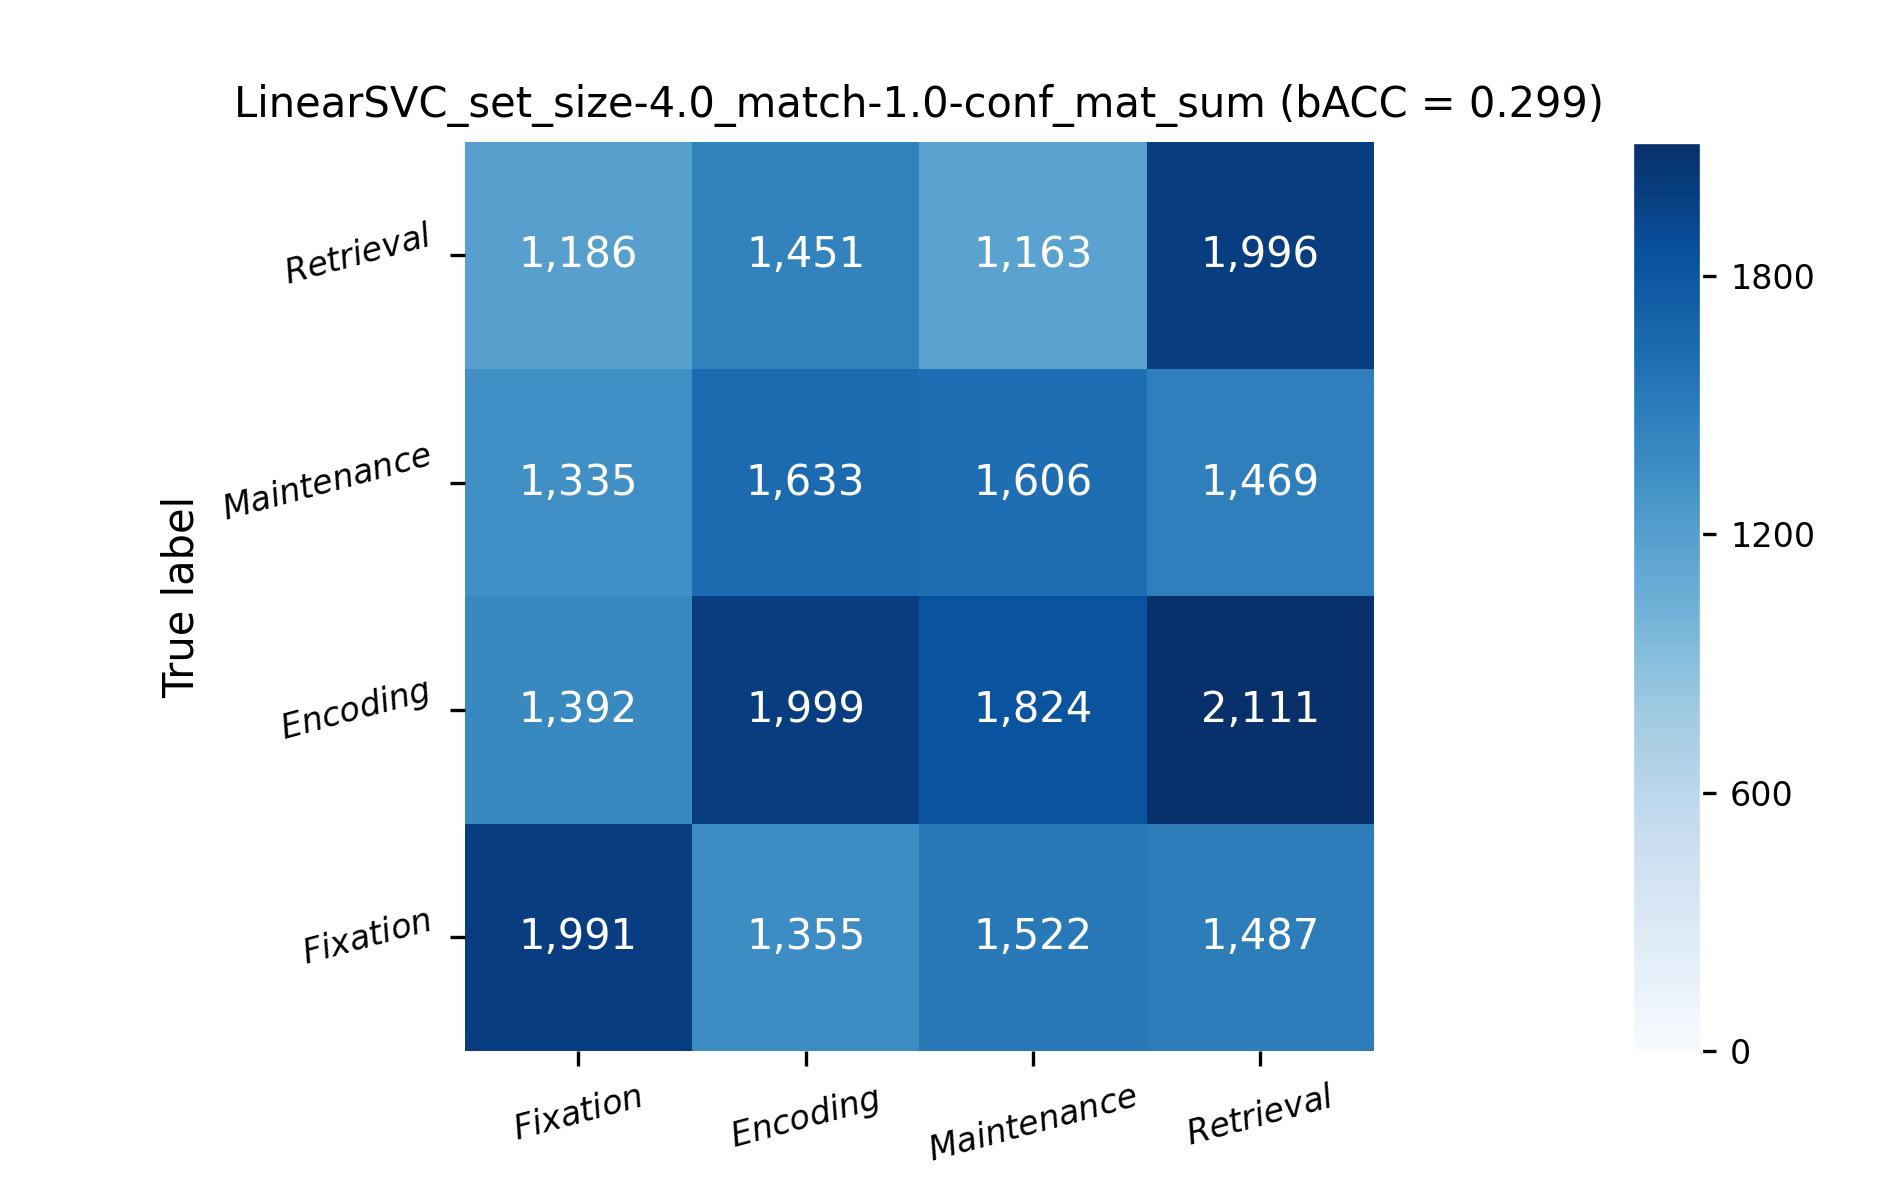 LinearSVC_set_size-4.0_match-1.0-conf_mat_sum (bACC = 0.299)
True label
Retrieval 1,186 1,451 1,163 1,996
Maintenance 1,335 1,633 1,606 1,469
Encoding 1,392 1,999 1,824 2,111
Fixation 1,991 1,355 1,522 1,487
Fixation Encoding Maintenance Retrieval
1800
1200
600
0